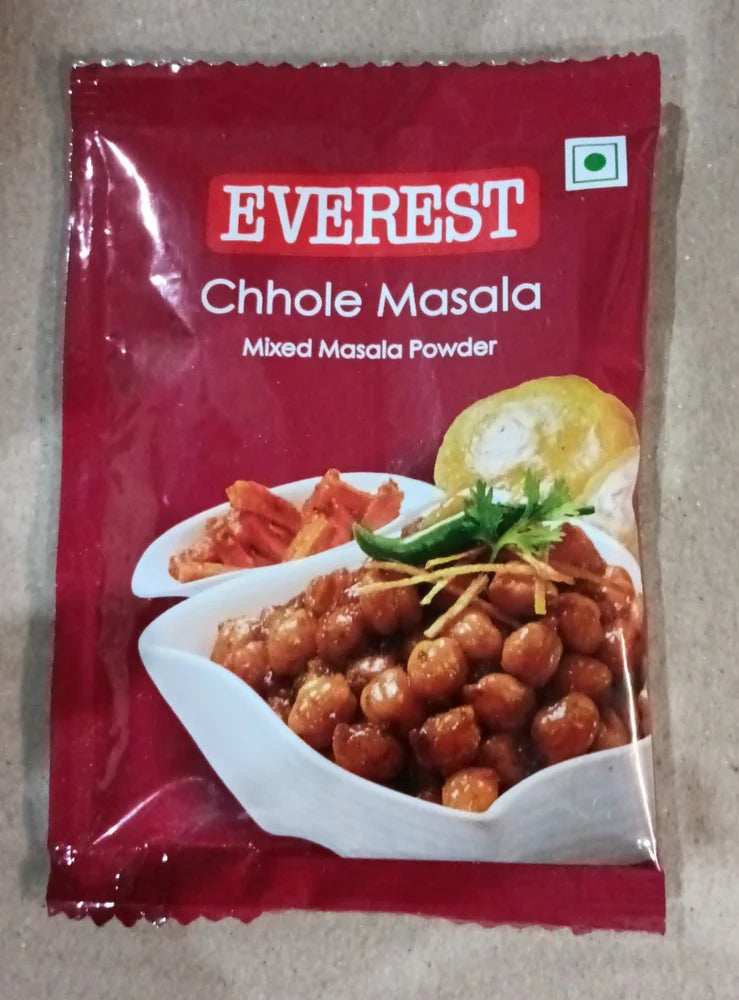 EVEREST
Chhole Masala
Mixed Masala Powder